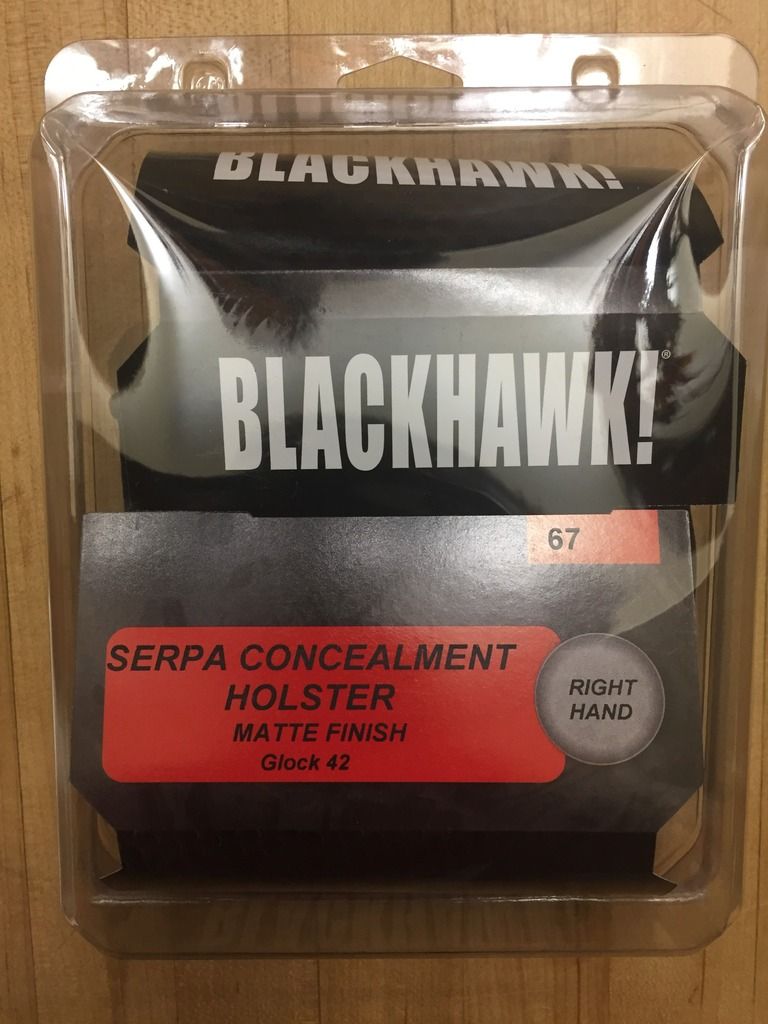 BLACKHAWK!
BLACKHAWK!®
67
SERPA CONCEALMENT
HOLSTER
MATTE FINISH
Glock 42
RIGHT
HAND